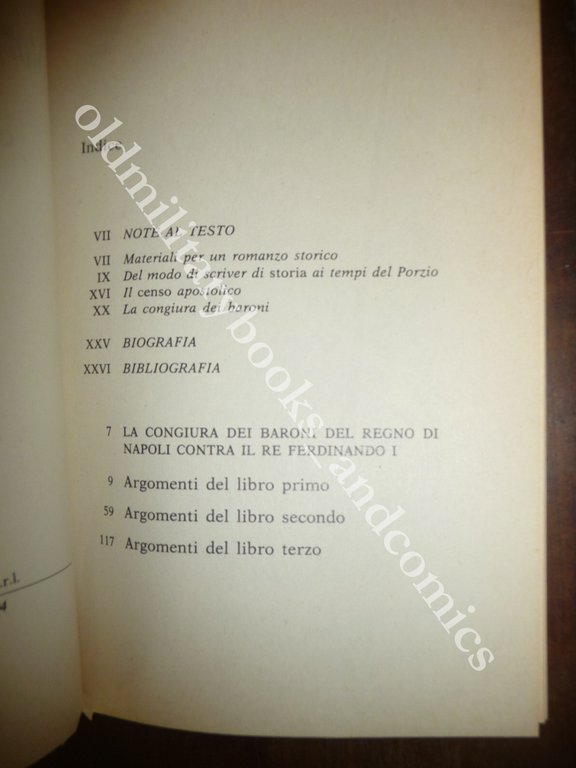 Indice
VII NOTE AL TESTO
VII Materiali per un romanzo storico
IX Del modo di scriver di storia ai tempi del Porzio
XVI Il censo apostolico
XX La congiura dei baroni
XXV BIOGRAFIA
XXVI BIBLIOGRAFIA
7 LA CONGIURA DEI BARONI DEL REGNO DI
NAPOLI CONTRA IL RE FERDINANDO I
9 Argomenti del libro primo
59 Argomenti del libro secondo
117 Argomenti del libro terzo
.r.l.
4
oldmilitarybooks_andcomics